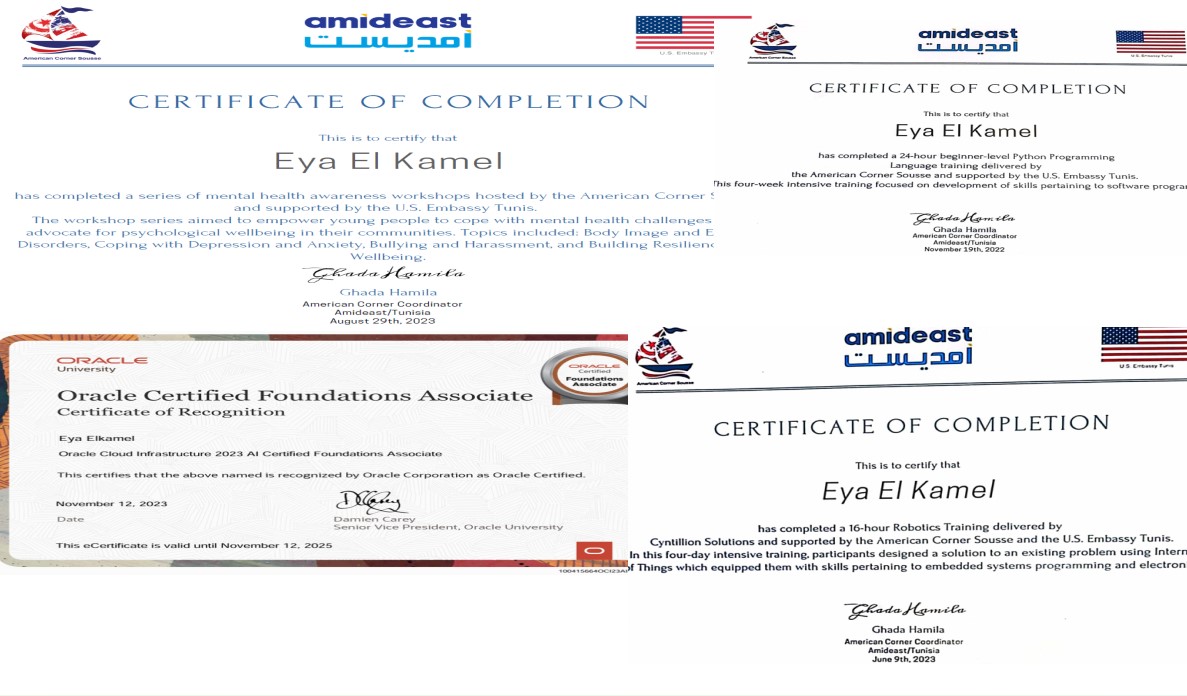 American Corner Sousse
amideast
أمديست
U.S. Embassy T
CERTIFICATE OF COMPLETION
This is to certify that
Eya El Kamel
has completed a series of mental health awareness workshops hosted by the American Corner S
and supported by the U.S. Embassy Tunis.
The workshop series aimed to empower young people to cope with mental health challenges
advocate for psychological wellbeing in their communities. Topics included: Body Image and E
Disorders, Coping with Depression and Anxiety, Bullying and Harassment, and Building Resilienc
Wellbeing.
Ghada Hamila
Ghada Hamila
American Corner Coordinator
Amideast/Tunisia
August 29th, 2023
American Corner Sousse
amideast
أمديست
U.S. Embassy Tunis
CERTIFICATE OF COMPLETION
This is to certify that
Eya El Kamel
has completed a 24-hour beginner-level Python Programming
Language training delivered by
the American Corner Sousse and supported by the U.S. Embassy Tunis.
This four-week intensive training focused on development of skills pertaining to software progra
Ghada Hamila
Ghada Hamila
American Corner Coordinator
Amideast/Tunisia
November 19th, 2022
ORACLE
University
ORACLE
Certified
Foundations
Associate
Oracle Certified Foundations Associate
Certificate of Recognition
Eya Elkamel
Oracle Cloud Infrastructure 2023 AI Certified Foundations Associate
This certifies that the above named is recognized by Oracle Corporation as Oracle Certified.
November 12, 2023
Date
Damien Carey
Senior Vice President, Oracle University
This eCertificate is valid until November 12, 2025
100415664OCI23AI
American Corner Sousse
amideast
أمديست
U.S. Embassy Tunis
CERTIFICATE OF COMPLETION
This is to certify that
Eya El Kamel
has completed a 16-hour Robotics Training delivered by
Cyntillion Solutions and supported by the American Corner Sousse and the U.S. Embassy Tunis.
In this four-day intensive training, participants designed a solution to an existing problem using Intern
of Things which equipped them with skills pertaining to embedded systems programming and electron
Ghada Hamila
Ghada Hamila
American Corner Coordinator
Amideast/Tunisia
June 9th, 2023